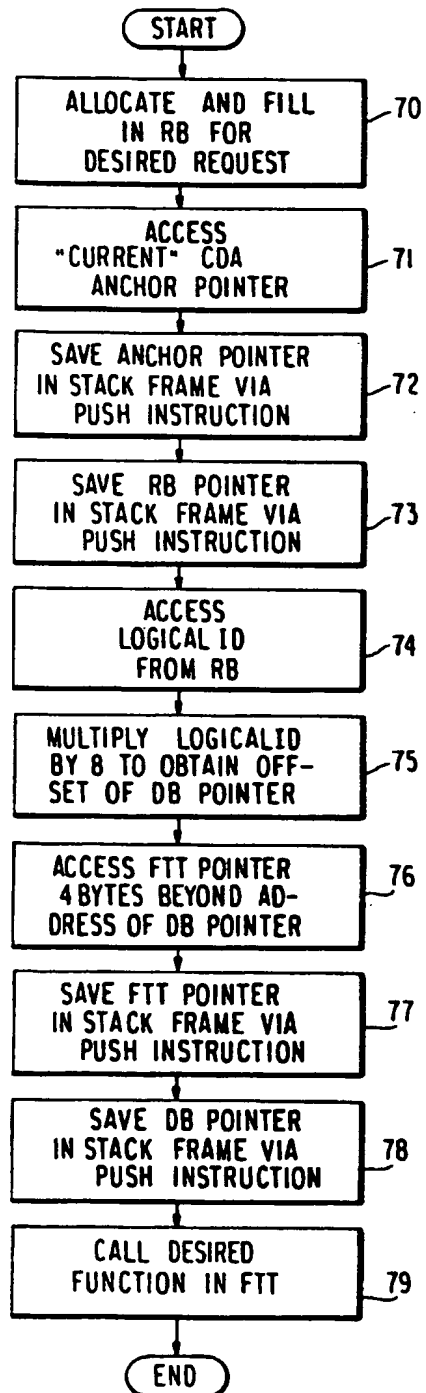 START
ALLOCATE AND FILL
IN RB FOR
DESIRED REQUEST
70
ACCESS
"CURRENT" CDA
ANCHOR POINTER
71
SAVE ANCHOR POINTER
IN STACK FRAME VIA
PUSH INSTRUCTION
72
SAVE RB POINTER
IN STACK FRAME VIA
PUSH INSTRUCTION
73
ACCESS
LOGICAL ID
FROM RB
74
MULTIPLY LOGICALID
BY 8 TO OBTAIN OFF-
SET OF DB POINTER
75
ACCESS FTT POINTER
4 BYTES BEYOND AD-
DRESS OF DB POINTER
76
SAVE FTT POINTER
IN STACK FRAME VIA
PUSH INSTRUCTION
77
SAVE DB POINTER
IN STACK FRAME VIA
PUSH INSTRUCTION
78
CALL DESIRED
FUNCTION IN FTT
79
END